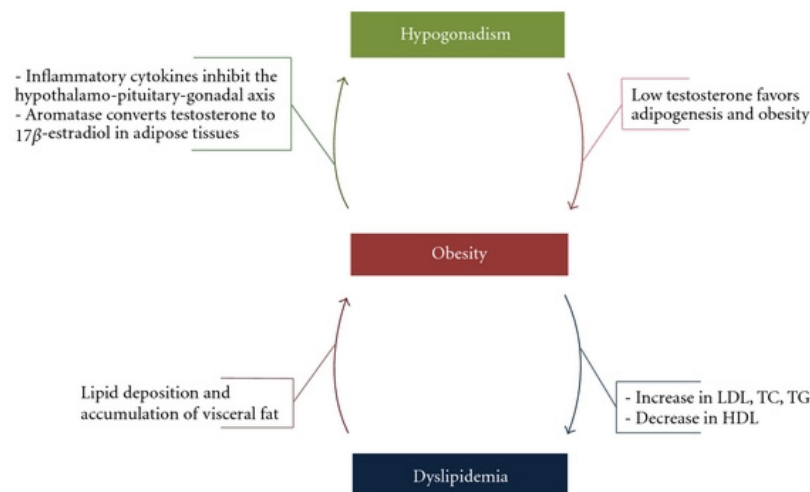 Hypogonadism
- Inflammatory cytokines inhibit the
hypothalamo-pituitary-gonadal axis
- Aromatase converts testosterone to
17β-estradiol in adipose tissues
Low testosterone favors
adipogenesis and obesity
Obesity
Lipid deposition and
accumulation of visceral fat
- Increase in LDL, TC, TG
- Decrease in HDL
Dyslipidemia